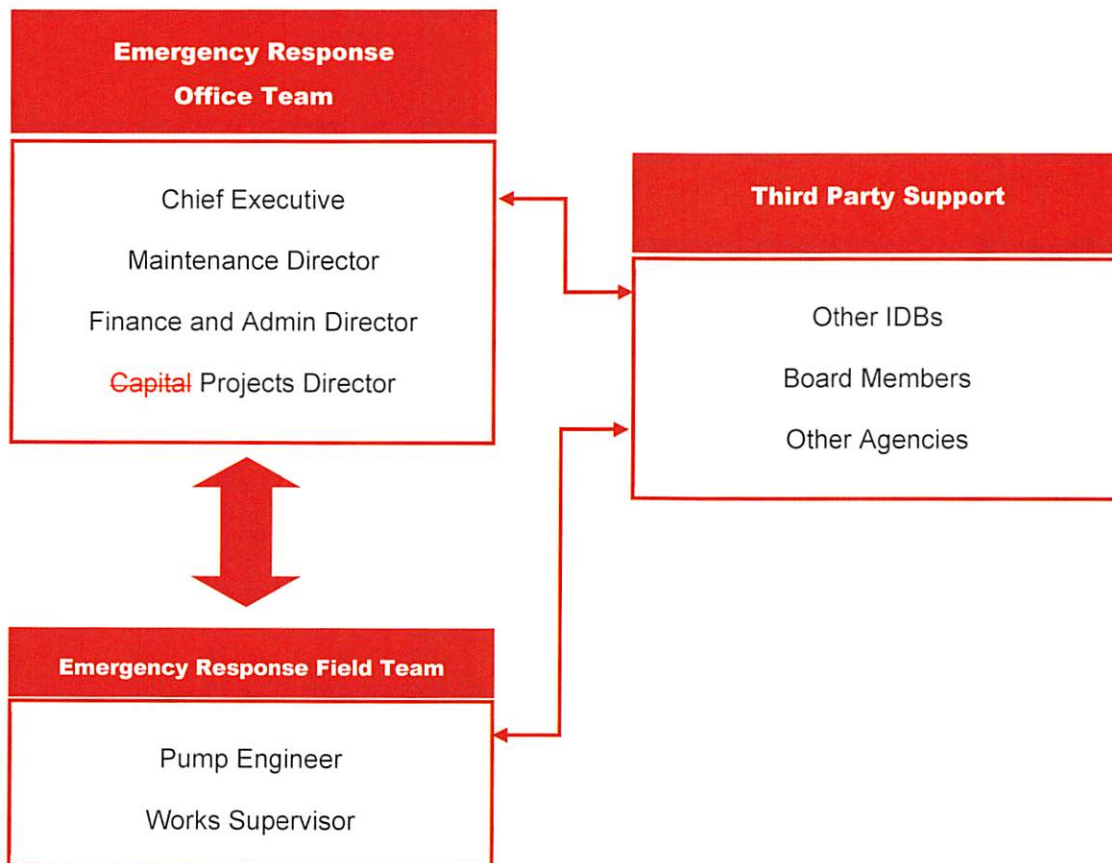 Emergency Response
Office Team
Chief Executive
Maintenance Director
Finance and Admin Director
Capital Projects Director
Third Party Support
Other IDBs
Board Members
Other Agencies
Emergency Response Field Team
Pump Engineer
Works Supervisor